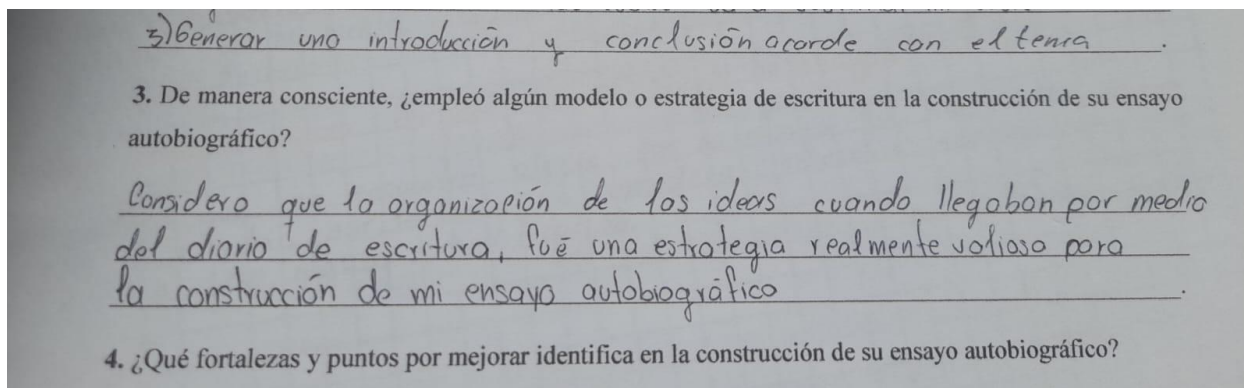 3) Generar una introducción y conclusión acorde con el tema.
3. De manera consciente, ¿empleó algún modelo o estrategia de escritura en la construcción de su ensayo
autobiográfico?
Considero que la organización de las ideas cuando llegaban por medio
del diario de escritura, fué una estrategia realmente valiosa para
la construcción de mi ensayo autobiográfico.
4. ¿Qué fortalezas y puntos por mejorar identifica en la construcción de su ensayo autobiográfico?